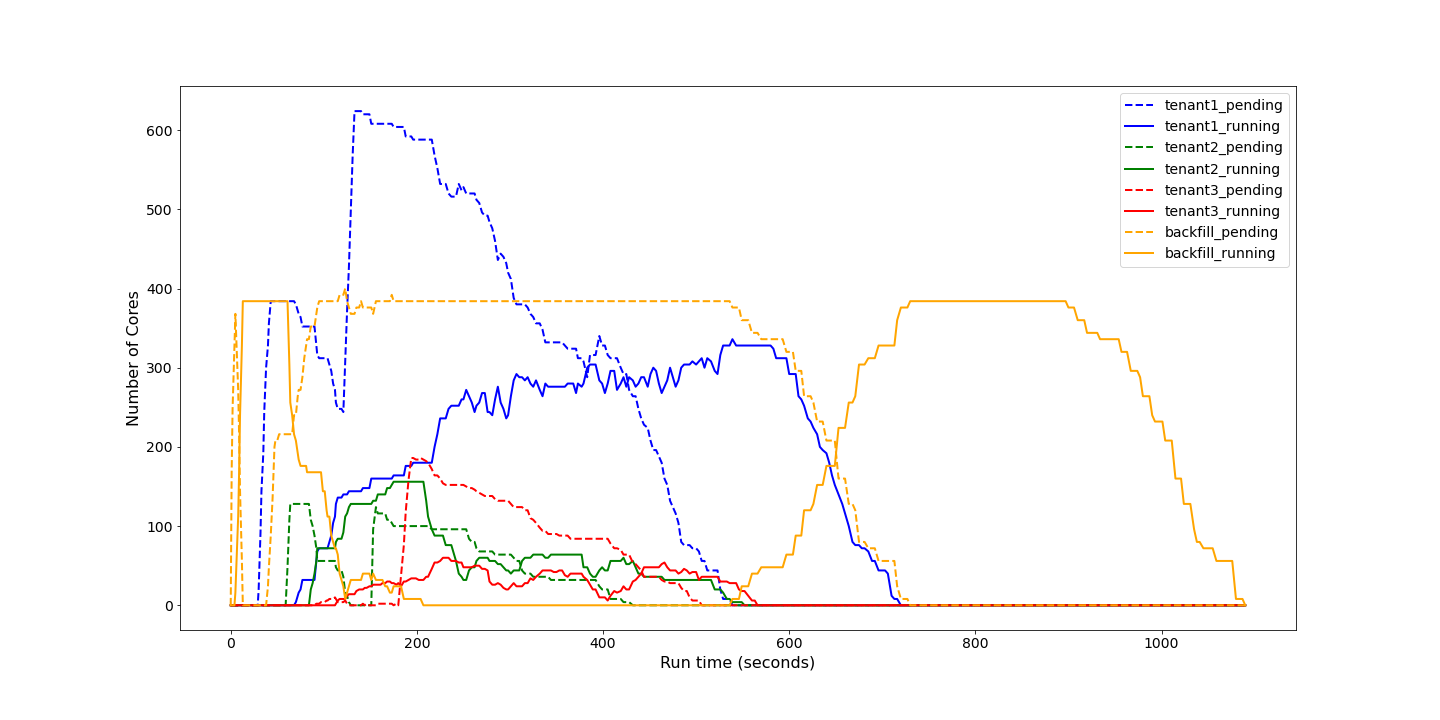 tenant1_pending
tenant1_running
tenant2_pending
tenant2_running
tenant3_pending
tenant3_running
backfill_pending
backfill_running
Number of Cores
600
500
400
300
200
100
0
0 200 400 600 800 1000
Run time (seconds)